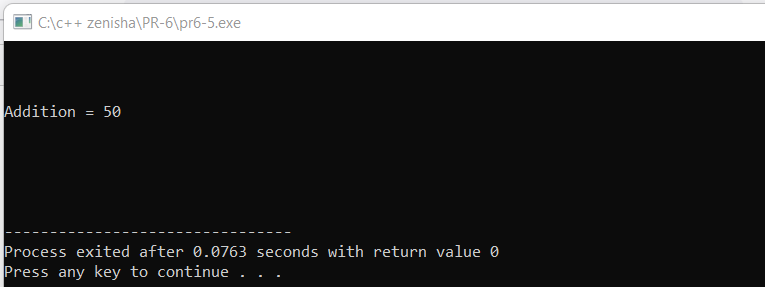 C:\c++ zenisha\PR-6\pr6-5.exe
Addition = 50
--------------------------------
Process exited after 0.0763 seconds with return value 0
Press any key to continue . . .